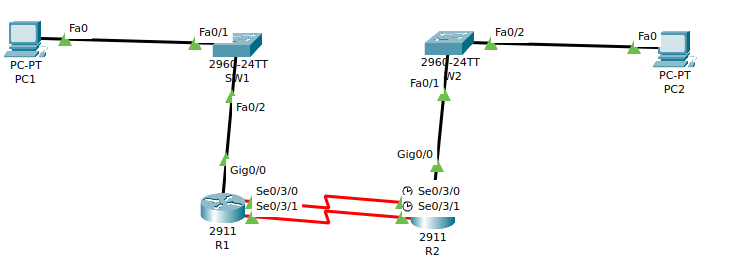 Fa0
Fa0/1
PC-PT
PC1
2960-24TT
SW1
Fa0/2
Gig0/0
Se0/3/0
Se0/3/1
2911
R1
Fa0/2
Fa0
2960-24TT
W2
PC-PT
PC2
Fa0/1
Gig0/0
Se0/3/0
Se0/3/1
2911
R2